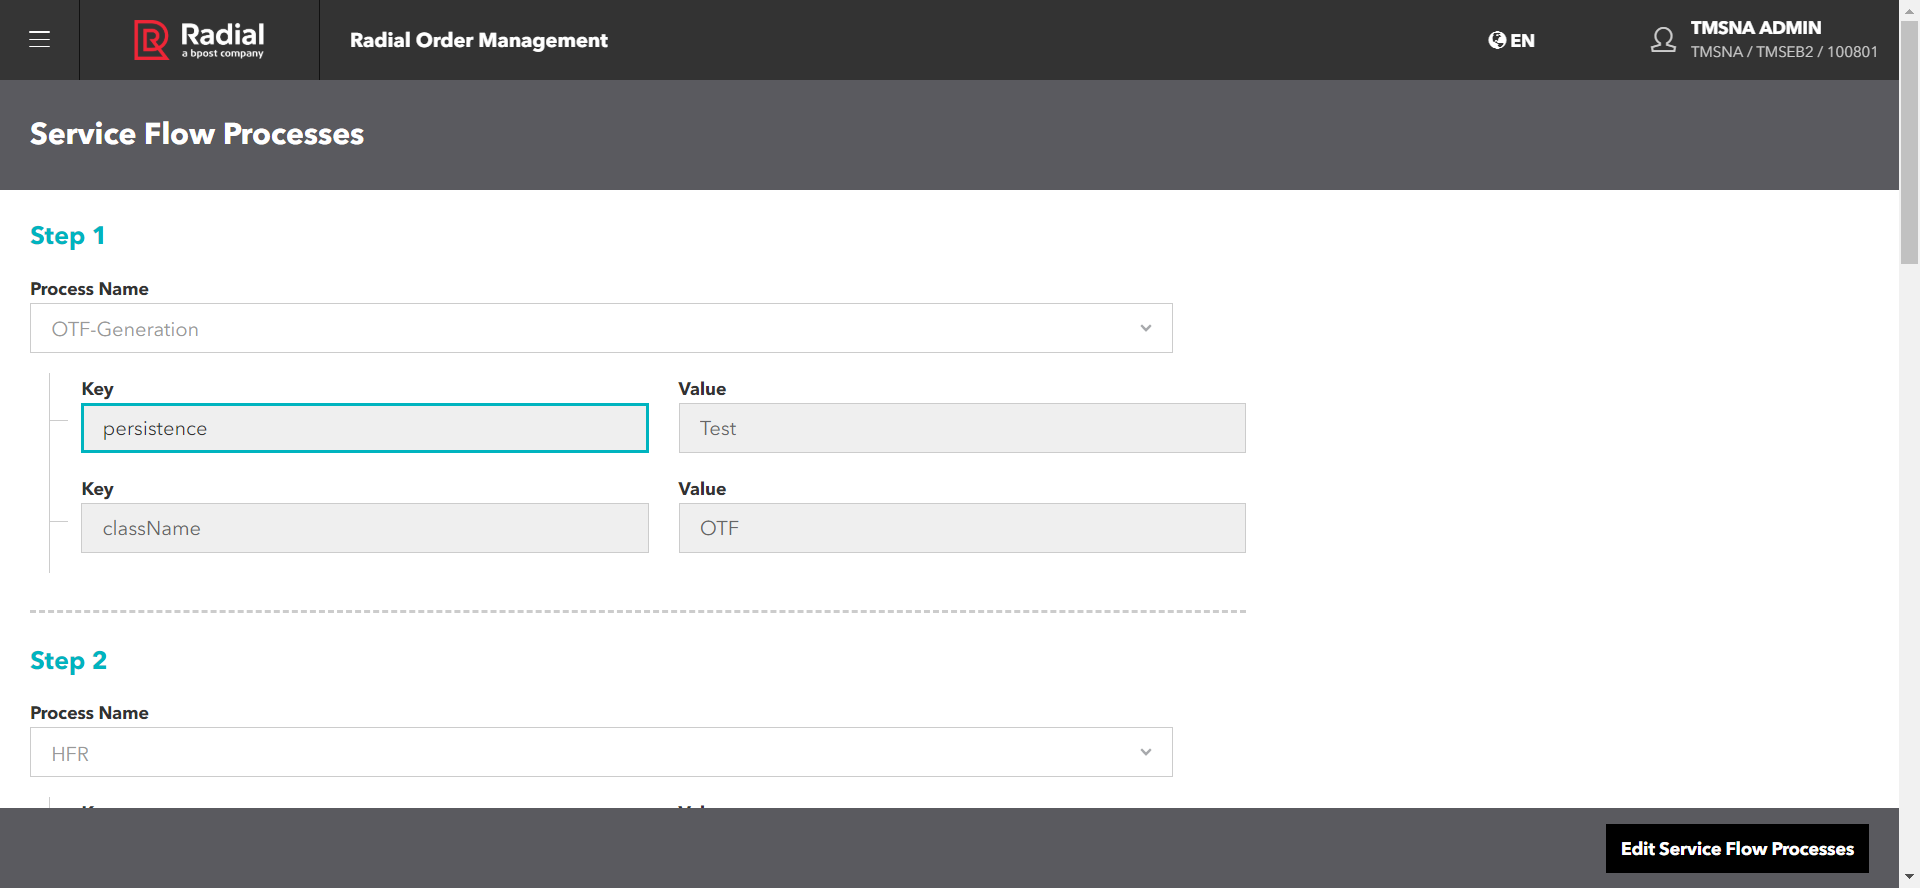 Radial
a bpost company
Radial Order Management
EN
TMSNA ADMIN
TMSNA / TMSEB2 / 100801
Service Flow Processes
Step 1
Process Name
OTF-Generation
Key
Value
persistence
Test
Key
Value
className
OTF
Step 2
Process Name
HFR
Edit Service Flow Processes